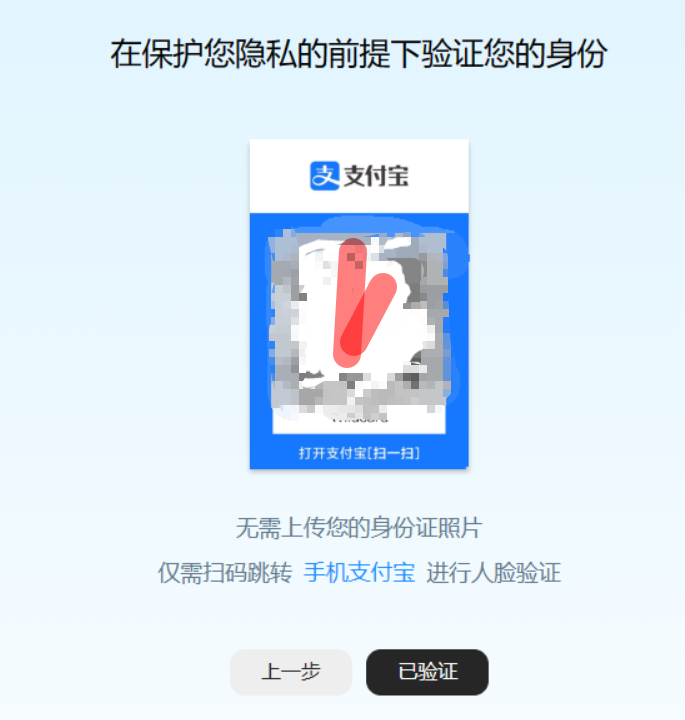 在保护您隐私的前提下验证您的身份
支付宝
打开支付宝[扫一扫]
无需上传您的身份证照片
仅需扫码跳转 手机支付宝 进行人脸验证
上一步 已验证